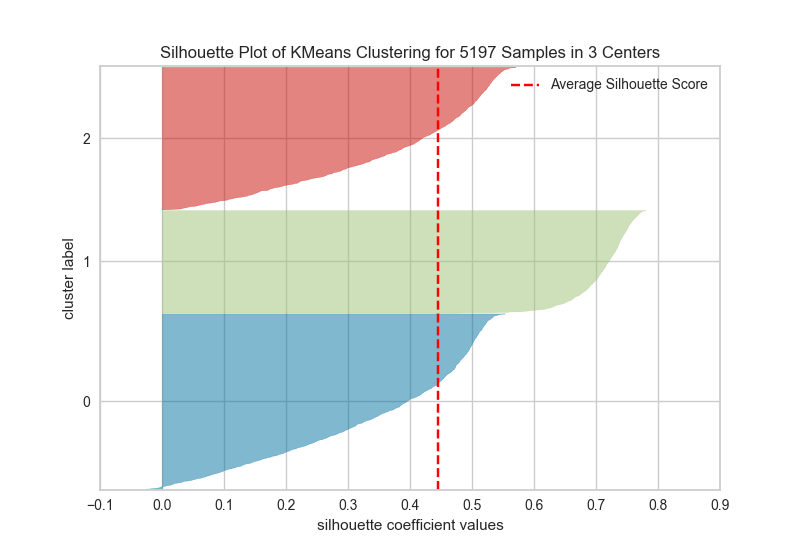 Silhouette Plot of KMeans Clustering for 5197 Samples in 3 Centers
Average Silhouette Score
2
1
0
cluster label
−0.1 0.0 0.1 0.2 0.3 0.4 0.5 0.6 0.7 0.8 0.9
silhouette coefficient values